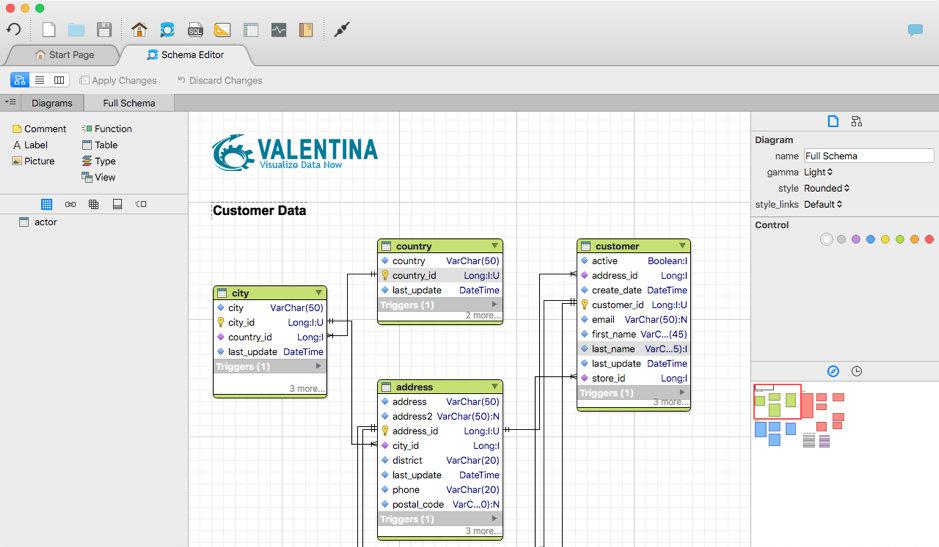 SQL
Start Page
Schema Editor
Apply Changes
Discard Changes
Diagrams
Full Schema
Comment
Function
A Label
Table
Picture
Type
View
actor
VALENTINA
Visualizo Data Now
Customer Data
country
country VarChar(50)
country_id Long:I:U
last_update DateTime
Triggers (1)
2 more...
city
city VarChar(50)
city_id Long:I:U
country_id Long:I
last_update DateTime
Triggers (1)
3 more...
address
address VarChar(50)
address2 VarChar(50):N
address_id Long:I:U
city_id Long:I
district VarChar(20)
last_update DateTime
phone VarChar(20)
postal_code VarC...0):N
Triggers (1)
3 more...
customer
active Boolean:I
address_id Long:I
create_date DateTime
customer_id Long:I:U
email VarChar(50):N
first_name VarC...(45)
last_name VarC...5):I
last_update DateTime
store_id Long:I
Triggers (1)
3 more...
Diagram
name Full Schema
gamma Light
style Rounded
style_links Default
Control